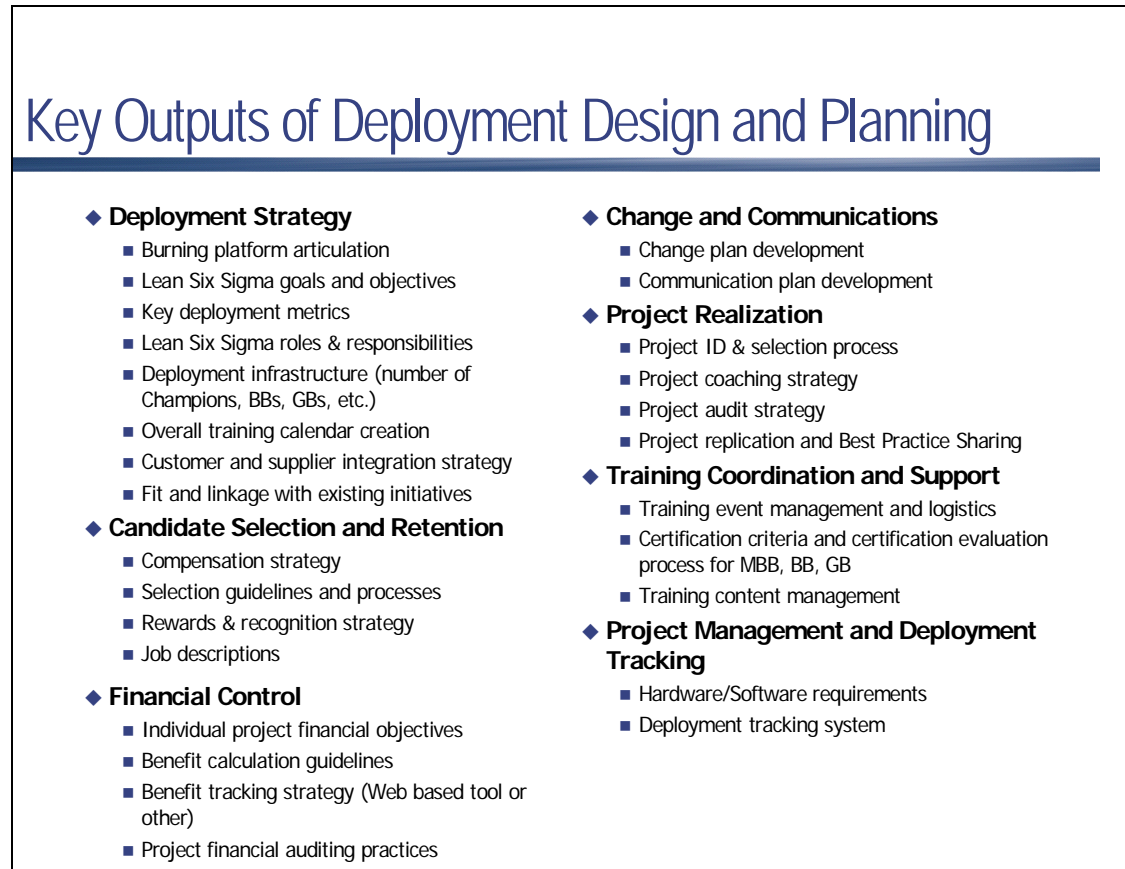 Key Outputs of Deployment Design and Planning
Deployment Strategy
Burning platform articulation
Lean Six Sigma goals and objectives
Key deployment metrics
Lean Six Sigma roles & responsibilities
Deployment infrastructure (number of
Champions, BBs, GBs, etc.)
Overall training calendar creation
Customer and supplier integration strategy
Fit and linkage with existing initiatives
Candidate Selection and Retention
Compensation strategy
Selection guidelines and processes
Rewards & recognition strategy
Job descriptions
Financial Control
Individual project financial objectives
Benefit calculation guidelines
Benefit tracking strategy (Web based tool or
other)
Project financial auditing practices
Change and Communications
Change plan development
Communication plan development
Project Realization
Project ID & selection process
Project coaching strategy
Project audit strategy
Project replication and Best Practice Sharing
Training Coordination and Support
Training event management and logistics
Certification criteria and certification evaluation
process for MBB, BB, GB
Training content management
Project Management and Deployment
Tracking
Hardware/Software requirements
Deployment tracking system